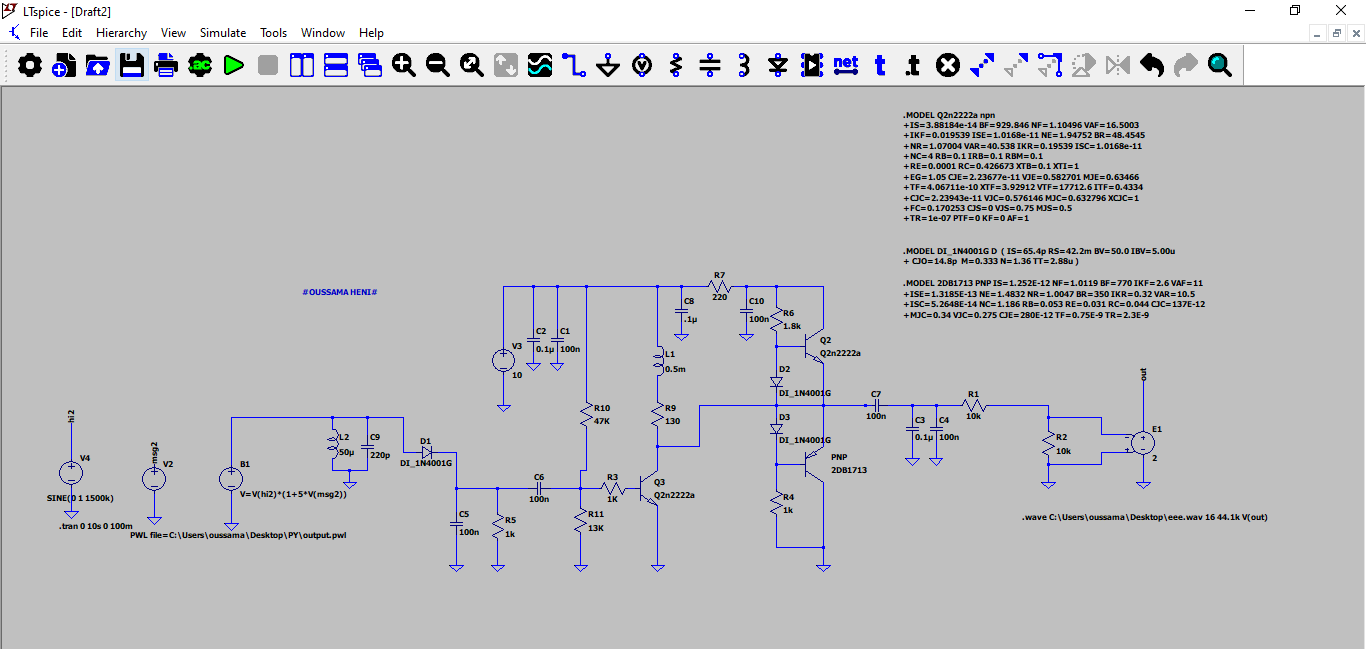 LTspice - [Draft2]
File Edit Hierarchy View Simulate Tools Window Help
.ac
net
t
.t
.MODEL Q2n2222a npn
+IS=3.88184e-14 BF=929.846 NF=1.10496 VAF=16.5003
+IKF=0.019539 ISE=1.0168e-11 NE=1.94752 BR=48.4545
+NR=1.07004 VAR=40.538 IKR=0.19539 ISC=1.0168e-11
+NC=4 RB=0.1 IRB=0.1 RBM=0.1
+RE=0.0001 RC=0.426673 XTB=0.1 XTI=1
+EG=1.05 CJE=2.23677e-11 VJE=0.582701 MJE=0.63466
+TF=4.06711e-10 XTF=3.92912 VTF=17712.6 ITF=0.4334
+CJC=2.23943e-11 VJC=0.576146 MJC=0.632796 XCJC=1
+FC=0.170253 CJS=0 VJS=0.75 MJS=0.5
+TR=1e-07 PTF=0 KF=0 AF=1
.MODEL DI_1N4001G D ( IS=65.4p RS=42.2m BV=50.0 IBV=5.00u
+ CJO=14.8p M=0.333 N=1.36 TT=2.88u )
.MODEL 2DB1713 PNP IS=1.252E-12 NF=1.0119 BF=770 IKF=2.6 VAF=11
+ISE=1.3185E-13 NE=1.4832 NR=1.0047 BR=350 IKR=0.32 VAR=10.5
+ISC=5.2648E-14 NC=1.186 RB=0.053 RE=0.031 RC=0.044 CJC=137E-12
+MJC=0.34 VJC=0.275 CJE=280E-12 TF=0.75E-9 TR=2.3E-9
#OUSSAMA HENI#
R7
220
C8
.1µ
C10
100n
R6
1.8k
Q2
Q2n2222a
C2
0.1µ
C1
100n
V3
10
L1
0.5m
D2
DI_1N4001G
R10
47K
R9
130
D3
DI_1N4001G
C7
100n
R1
10k
C3
0.1µ
C4
100n
out
E1
2
R2
10k
hi2
V4
SINE(0 1 1500k)
.tran 0 10s 0 100m
msg2
V2
PWL file=C:\Users\oussama\Desktop\PY\output.pwl
B1
V=V(hi2)*(1+5*V(msg2))
L2
50µ
C9
220p
D1
DI_1N4001G
C5
100n
R5
1k
C6
100n
R3
1K
R11
13K
Q3
Q2n2222a
PNP
2DB1713
R4
1k
.wave C:\Users\oussama\Desktop\eee.wav 16 44.1k V(out)